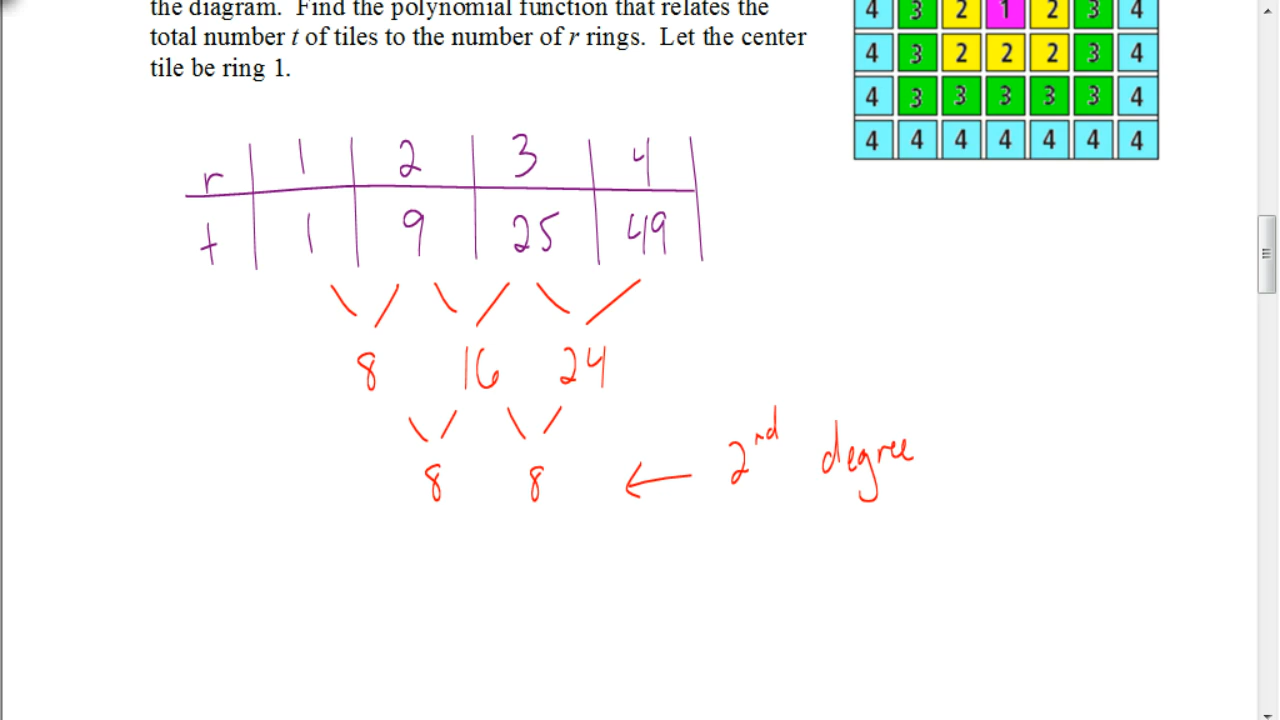 the diagram. Find the polynomial function that relates the
total number t of tiles to the number of r rings. Let the center
tile be ring 1.
4 3 2 1 2 3 4
4 3 2 2 2 3 4
4 3 3 3 3 3 4
4 4 4 4 4 4 4
r 1 2 3 4
t 1 9 25 49
8 16 24
8 8 ← 2nd degree